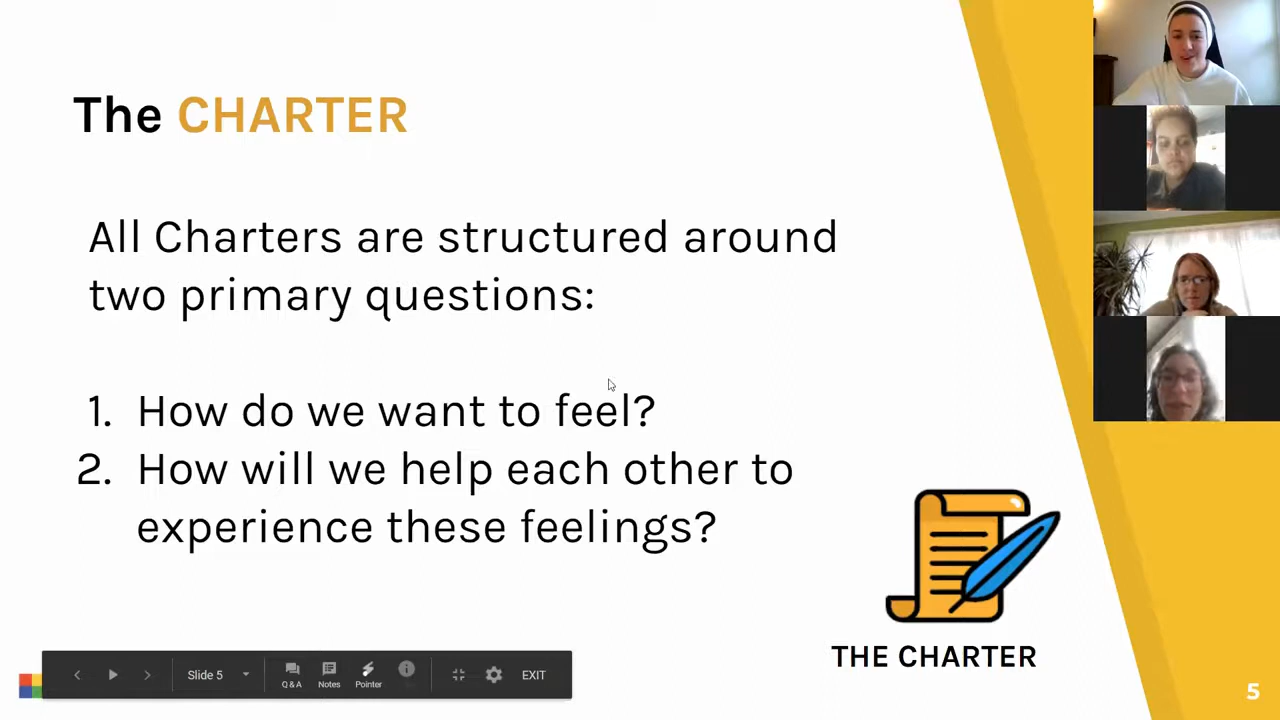 The CHARTER
All Charters are structured around
two primary questions:
1. How do we want to feel?
2. How will we help each other to
experience these feelings?
THE CHARTER
Slide 5
Q & A
Notes
Pointer
EXIT
5